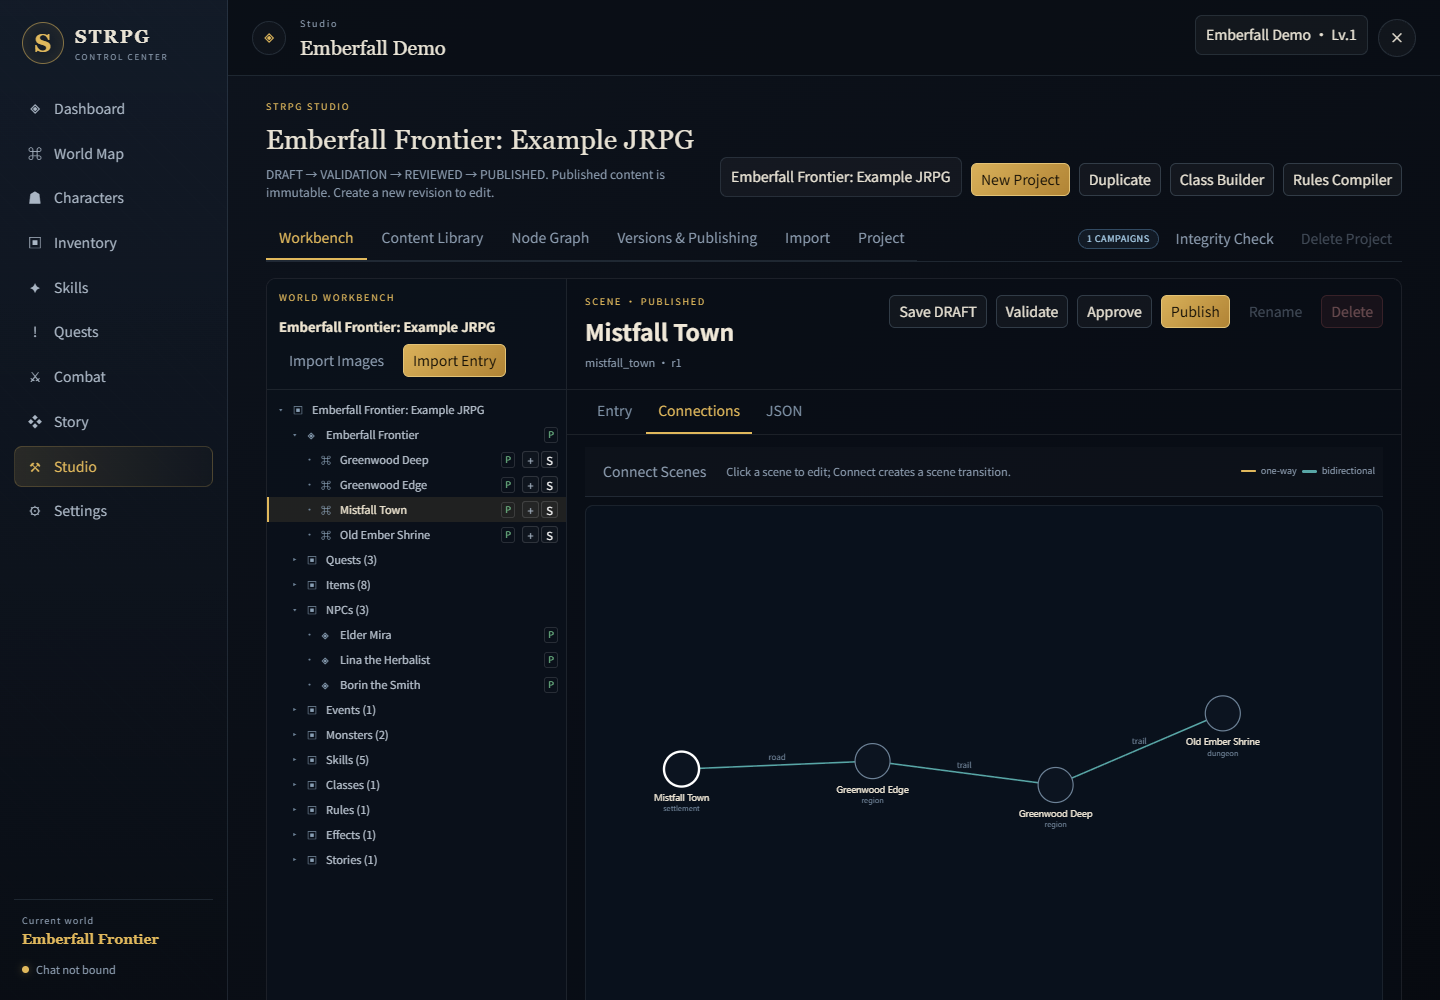 S
STRPG
CONTROL CENTER
Dashboard
World Map
Characters
Inventory
Skills
Quests
Combat
Story
Studio
Settings
Current world
Emberfall Frontier
Chat not bound
Studio
Emberfall Demo
Emberfall Demo • Lv.1
STRPG STUDIO
Emberfall Frontier: Example JRPG
DRAFT → VALIDATION → REVIEWED → PUBLISHED. Published content is
immutable. Create a new revision to edit.
Emberfall Frontier: Example JRPG
New Project
Duplicate
Class Builder
Rules Compiler
Workbench
Content Library
Node Graph
Versions & Publishing
Import
Project
1 CAMPAIGNS
Integrity Check
Delete Project
WORLD WORKBENCH
Emberfall Frontier: Example JRPG
Import Images
Import Entry
Emberfall Frontier: Example JRPG
Emberfall Frontier P
Greenwood Deep P + S
Greenwood Edge P + S
Mistfall Town P + S
Old Ember Shrine P + S
Quests (3)
Items (8)
NPCs (3)
Elder Mira P
Lina the Herbalist P
Borin the Smith P
Events (1)
Monsters (2)
Skills (5)
Classes (1)
Rules (1)
Effects (1)
Stories (1)
SCENE • PUBLISHED
Mistfall Town
mistfall_town • r1
Save DRAFT
Validate
Approve
Publish
Rename
Delete
Entry
Connections
JSON
Connect Scenes
Click a scene to edit; Connect creates a scene transition.
one-way
bidirectional
Mistfall Town
settlement
road
Greenwood Edge
region
trail
Greenwood Deep
region
trail
Old Ember Shrine
dungeon